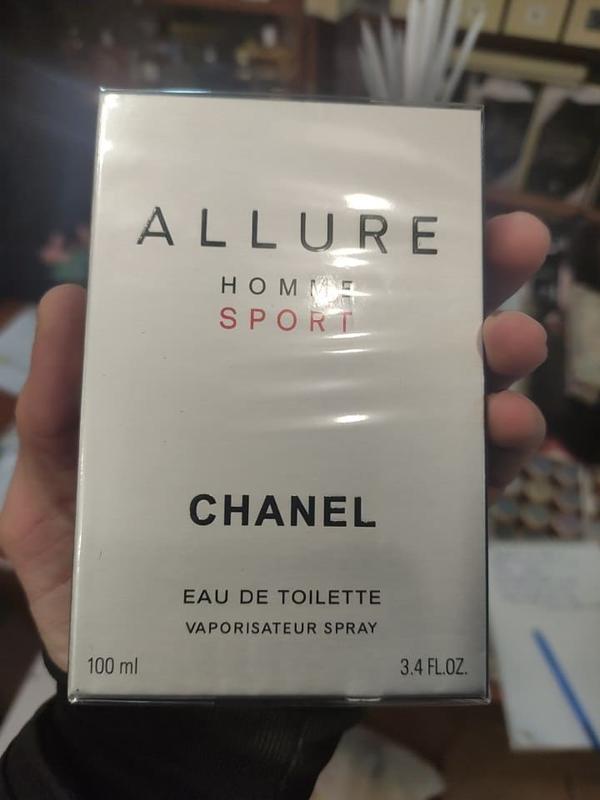 ALLURE
HOMME
SPORT
CHANEL
EAU DE TOILETTE
VAPORISATEUR SPRAY
100 ml
3.4 FL.OZ.